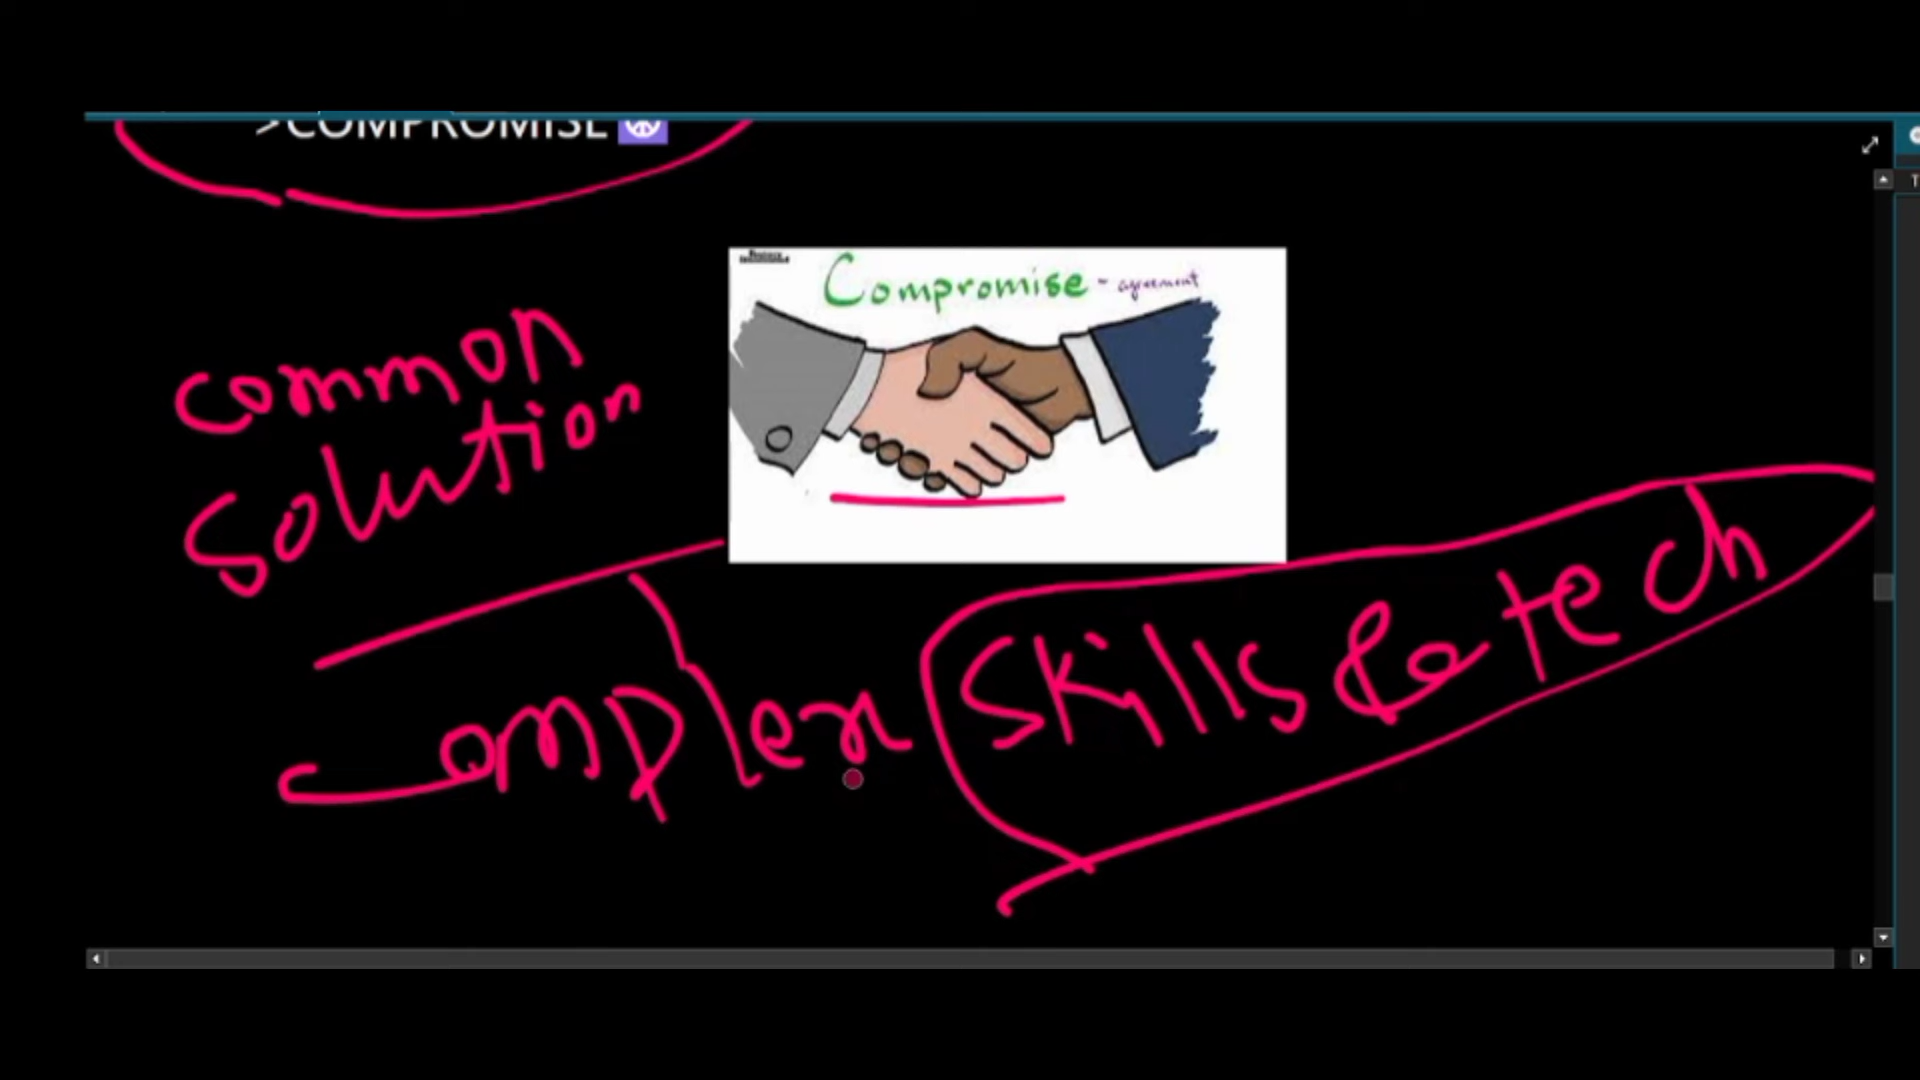 >COMPROMISE ☮
Compromise - agreement
common
solution
complex
skills & tech
T